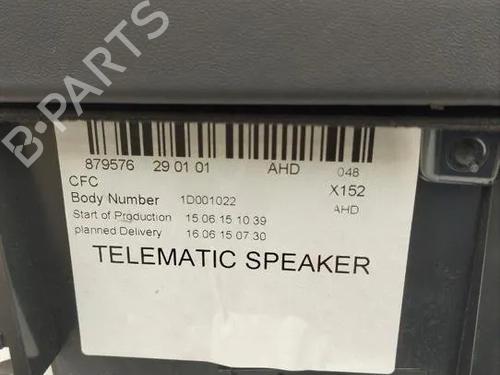 B-PARTS
879576 29 01 01 AHD 048
CFC X152
Body Number 1D001022 AHD
Start of Production 15.06.15 10:39
planned Delivery 16.06.15 07:30
TELEMATIC SPEAKER